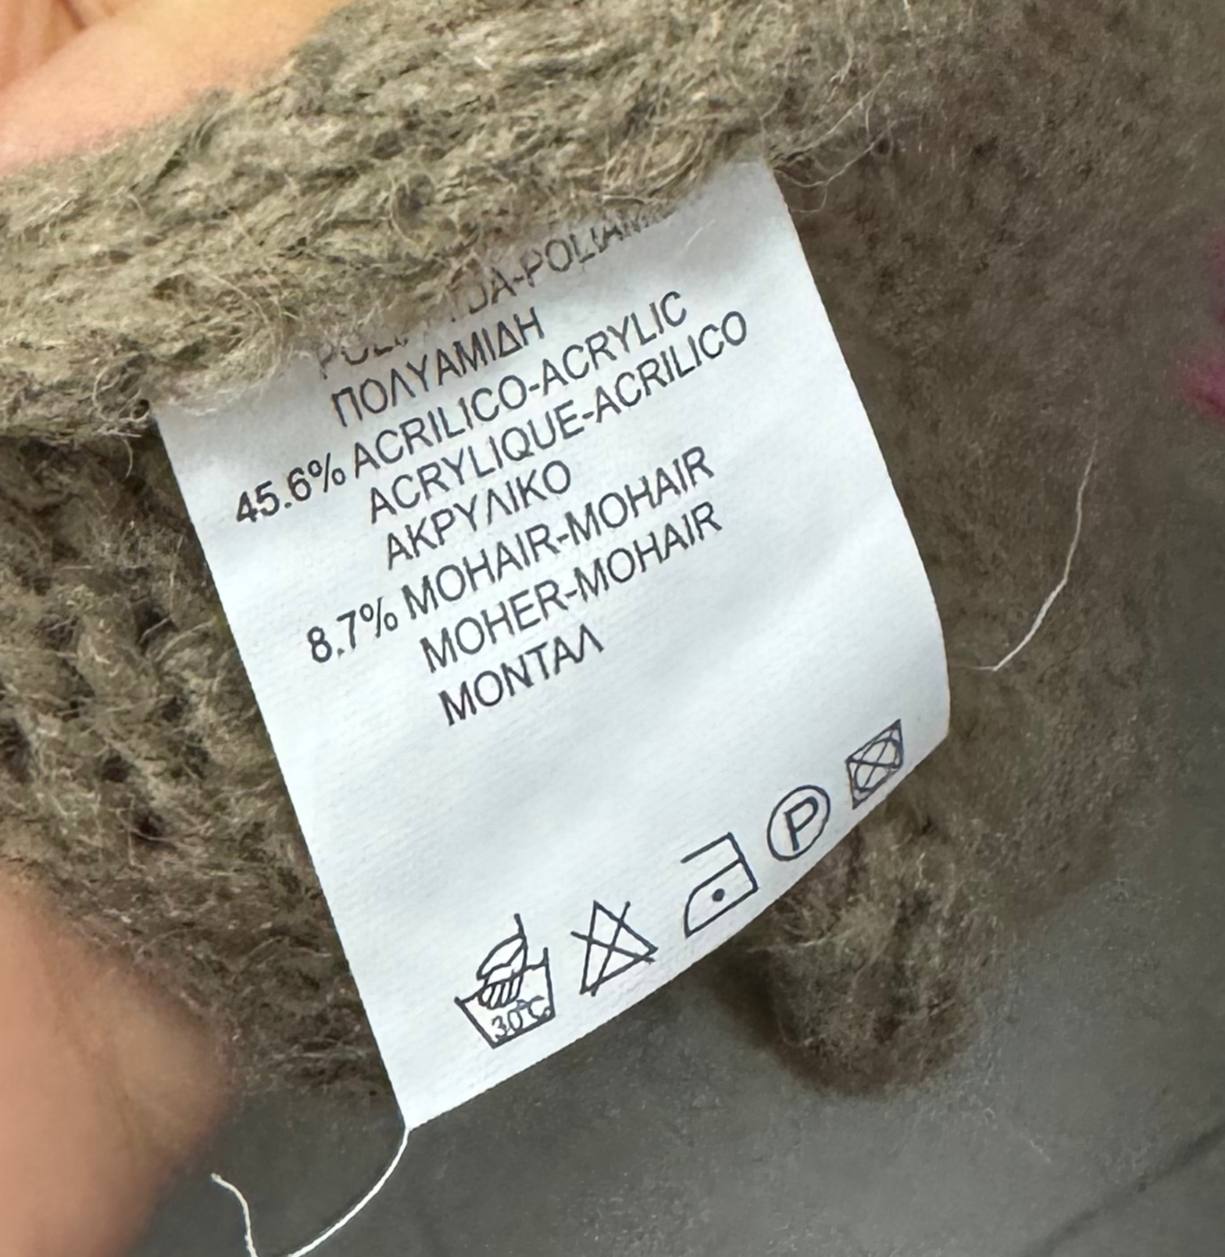 ΠΟΛΥΑΜΙΔΗ
45.6% ACRILICO-ACRYLIC
ACRYLIQUE-ACRILICO
ΑΚΡΥΛΙΚΟ
8.7% MOHAIR-MOHAIR
MOHER-MOHAIR
ΜΟΝΤΑΛ
30°C
P